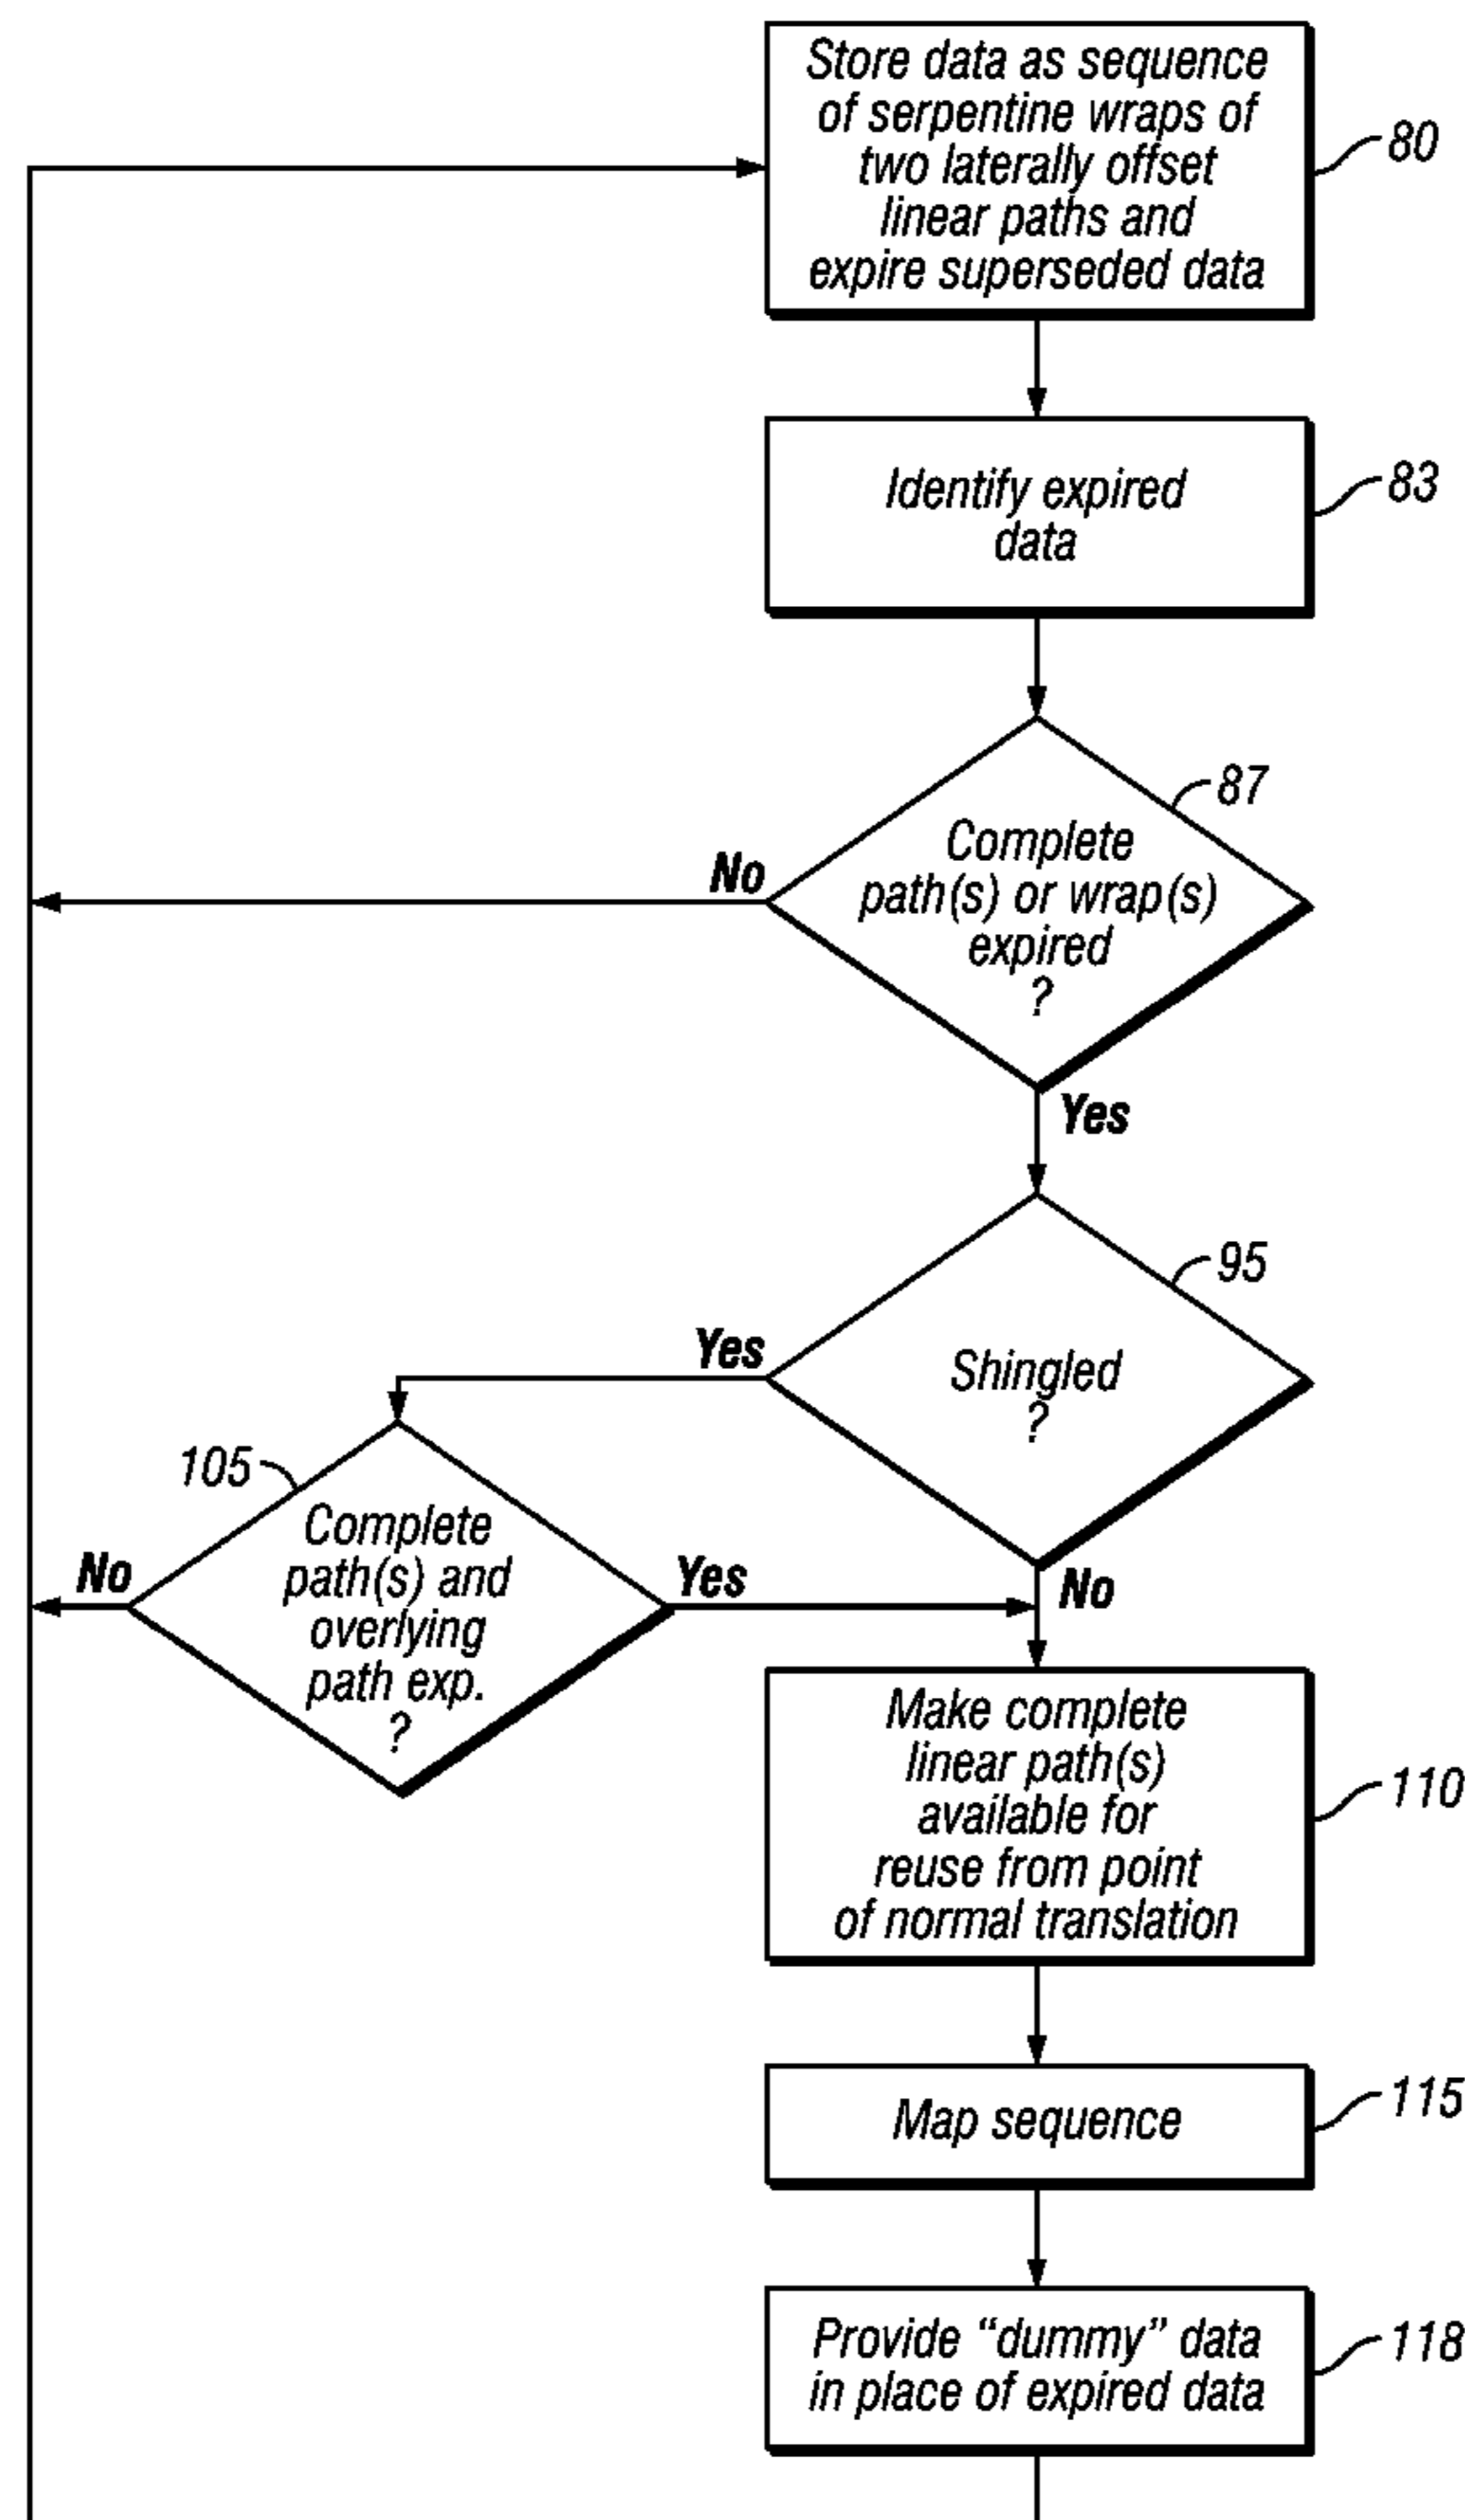 Store data as sequence
of serpentine wraps of
two laterally offset
linear paths and
expire superseded data
80
Identify expired
data
83
87
Complete
path(s) or wrap(s)
expired
?
No
Yes
95
Shingled
?
Yes
No
105
Complete
path(s) and
overlying
path exp.
?
No
Yes
Make complete
linear path(s)
available for
reuse from point
of normal translation
110
Map sequence
115
Provide “dummy” data
in place of expired data
118